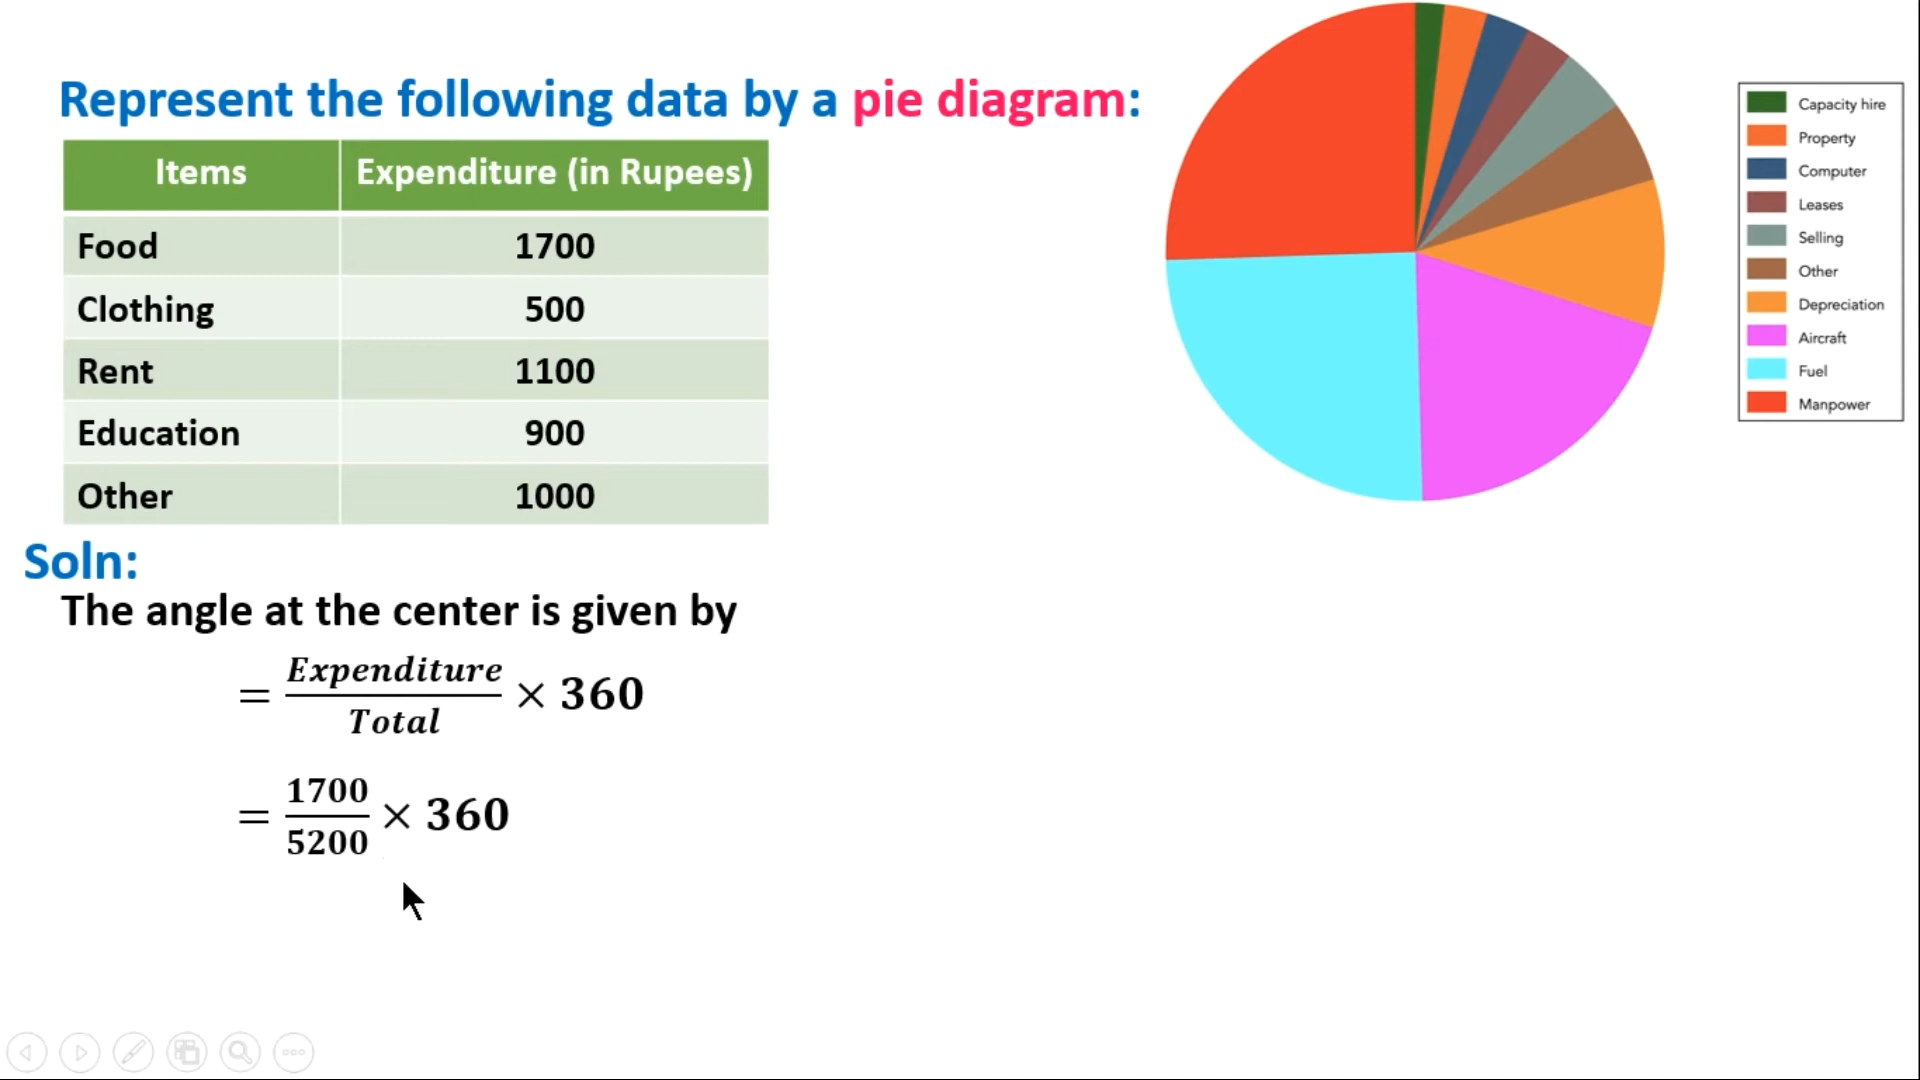 Represent the following data by a pie diagram:
Items Expenditure (in Rupees)
Food 1700
Clothing 500
Rent 1100
Education 900
Other 1000
Soln:
The angle at the center is given by
= Expenditure/Total × 360
= 1700/5200 × 360
Capacity hire
Property
Computer
Leases
Selling
Other
Depreciation
Aircraft
Fuel
Manpower